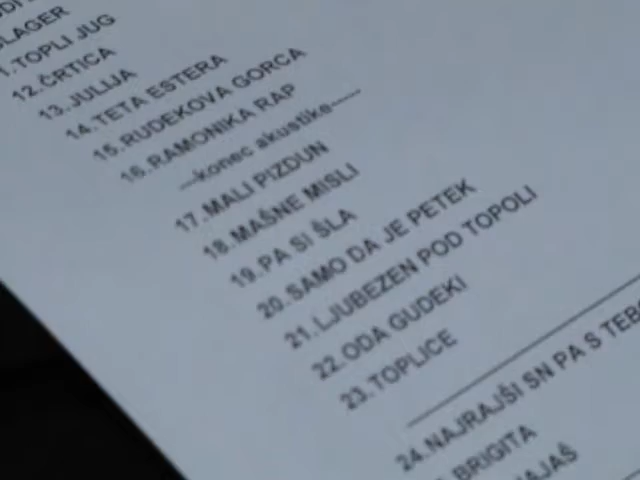 LAGER
1.TOPLI JUG
12.ČRTICA
13.JULIJA
14.TETA ESTERA
15.RUDEKOVA GORCA
16.RAMONIKA RAP
---konec akustike-----
17.MALI PIZDUN
18.MAŠNE MISLI
19.PA SI ŠLA
20.SAMO DA JE PETEK
21.LJUBEZEN POD TOPOLI
22.ODA GUDEKI
23.TOPLICE
24.NAJRAJŠI SN PA S TEBO
BRIGITA